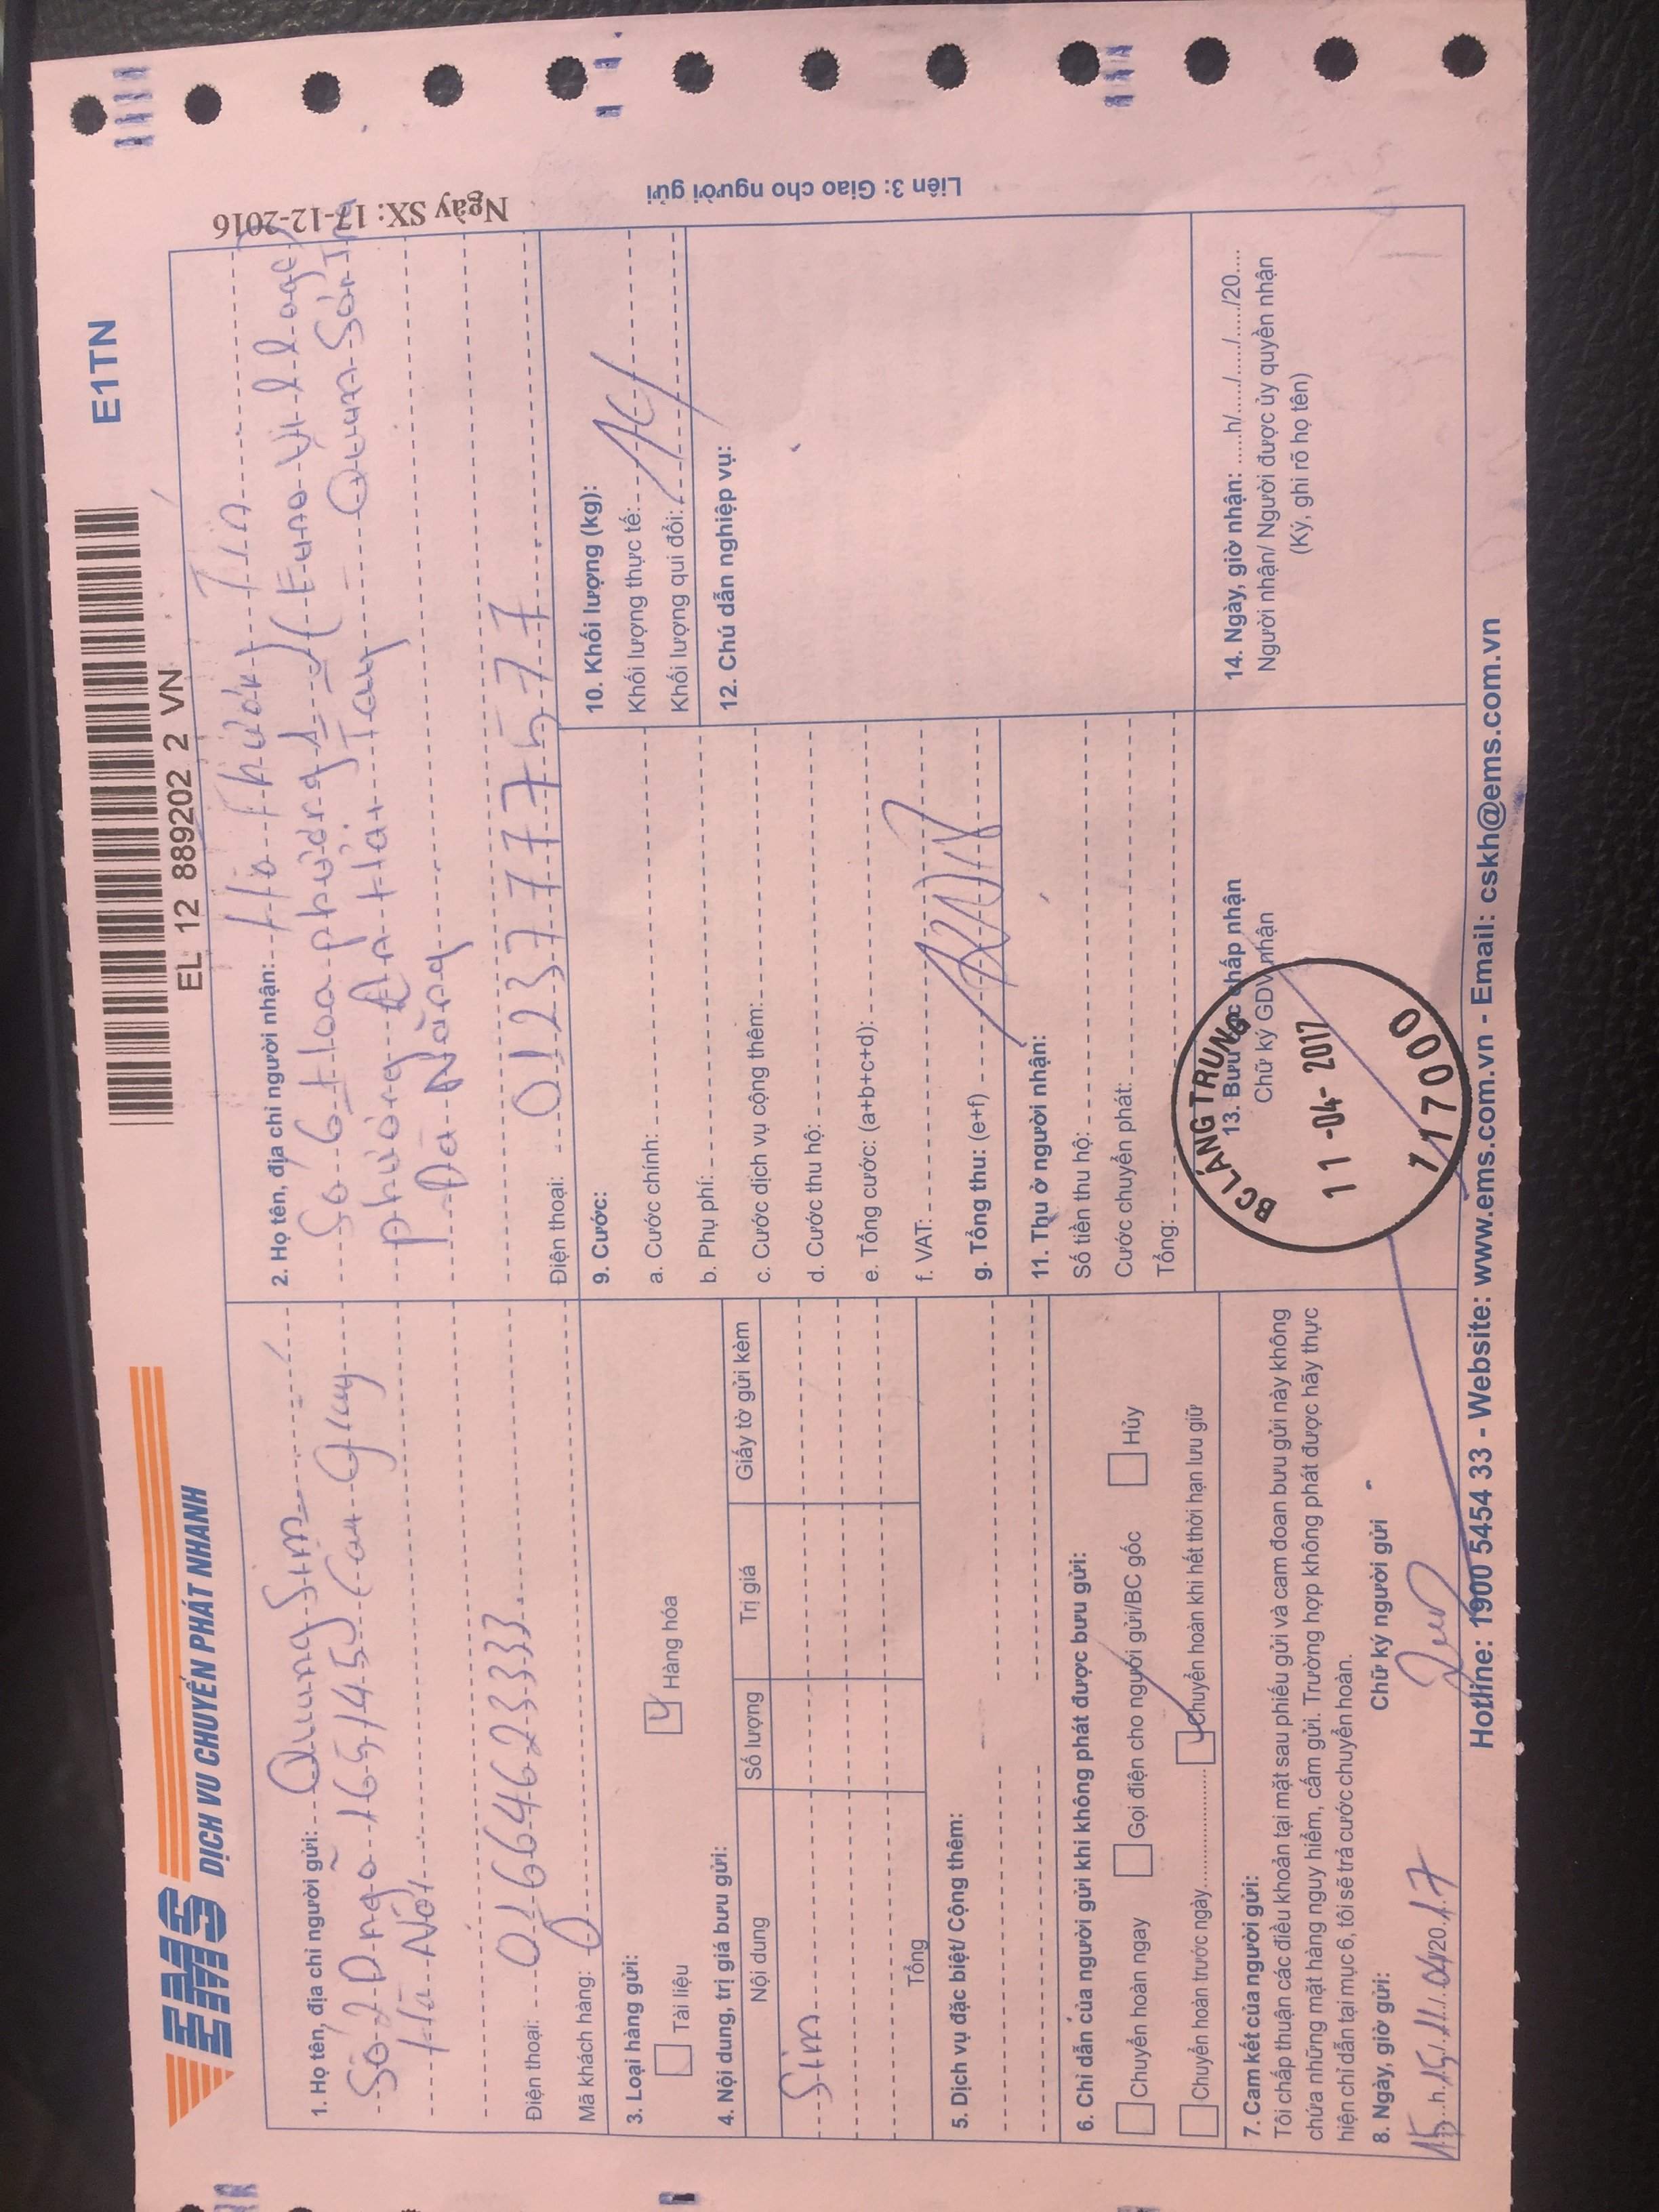 EMS
DỊCH VỤ CHUYỂN PHÁT NHANH
EL 12 889202 2 VN
E1TN
Ngày SX: 17-12-2016
Liên 3: Giao cho người gửi
1. Họ tên, địa chỉ người gửi: Quang Sim
Số 2 Dngõ 165/45 Cầu Giấy
Hà Nội
Điện thoại: 01664623333
Mã khách hàng:
2. Họ tên, địa chỉ người nhận: Hồ Thươn Tín
Số 6 Hoa phượng 1 (Euro Village)
phường An Hải Tây Quận Sơn Trà
Đà Nẵng
Điện thoại: 01237777577
3. Loại hàng gửi:
Tài liệu
Hàng hóa
4. Nội dung, trị giá bưu gửi:
Nội dung
Số lượng
Trị giá
Giấy tờ gửi kèm
Sim
Tổng
5. Dịch vụ đặc biệt/ Cộng thêm:
6. Chỉ dẫn của người gửi khi không phát được bưu gửi:
Chuyển hoàn ngay
Gọi điện cho người gửi/BC gốc
Hủy
Chuyển hoàn trước ngày
Chuyển hoàn khi hết thời hạn lưu giữ
7. Cam kết của người gửi:
Tôi chấp thuận các điều khoản tại mặt sau phiếu gửi và cam đoan bưu gửi này không
chứa những mặt hàng nguy hiểm, cấm gửi. Trường hợp không phát được hãy thực
hiện chỉ dẫn tại mục 6, tôi sẽ trả cước chuyển hoàn.
8. Ngày, giờ gửi:
Chữ ký người gửi
15h15/11/04/2017
9. Cước:
a. Cước chính:
b. Phụ phí:
c. Cước dịch vụ cộng thêm:
d. Cước thu hộ:
e. Tổng cước: (a+b+c+d):
f. VAT:
g. Tổng thu: (e+f)
10. Khối lượng (kg):
Khối lượng thực tế:
Khối lượng qui đổi:
11. Thu ở người nhận:
Số tiền thu hộ:
Cước chuyển phát:
Tổng:
12. Chú dẫn nghiệp vụ:
13. Bưu cục chấp nhận
Chữ ký GDV nhận
BC LÁNG TRUNG
11-04-2017
117000
14. Ngày, giờ nhận: .....h/....../....../20....
Người nhận/ Người được ủy quyền nhận
(Ký, ghi rõ họ tên)
Hotline: 1900 5454 33 - Website: www.ems.com.vn - Email: cskh@ems.com.vn